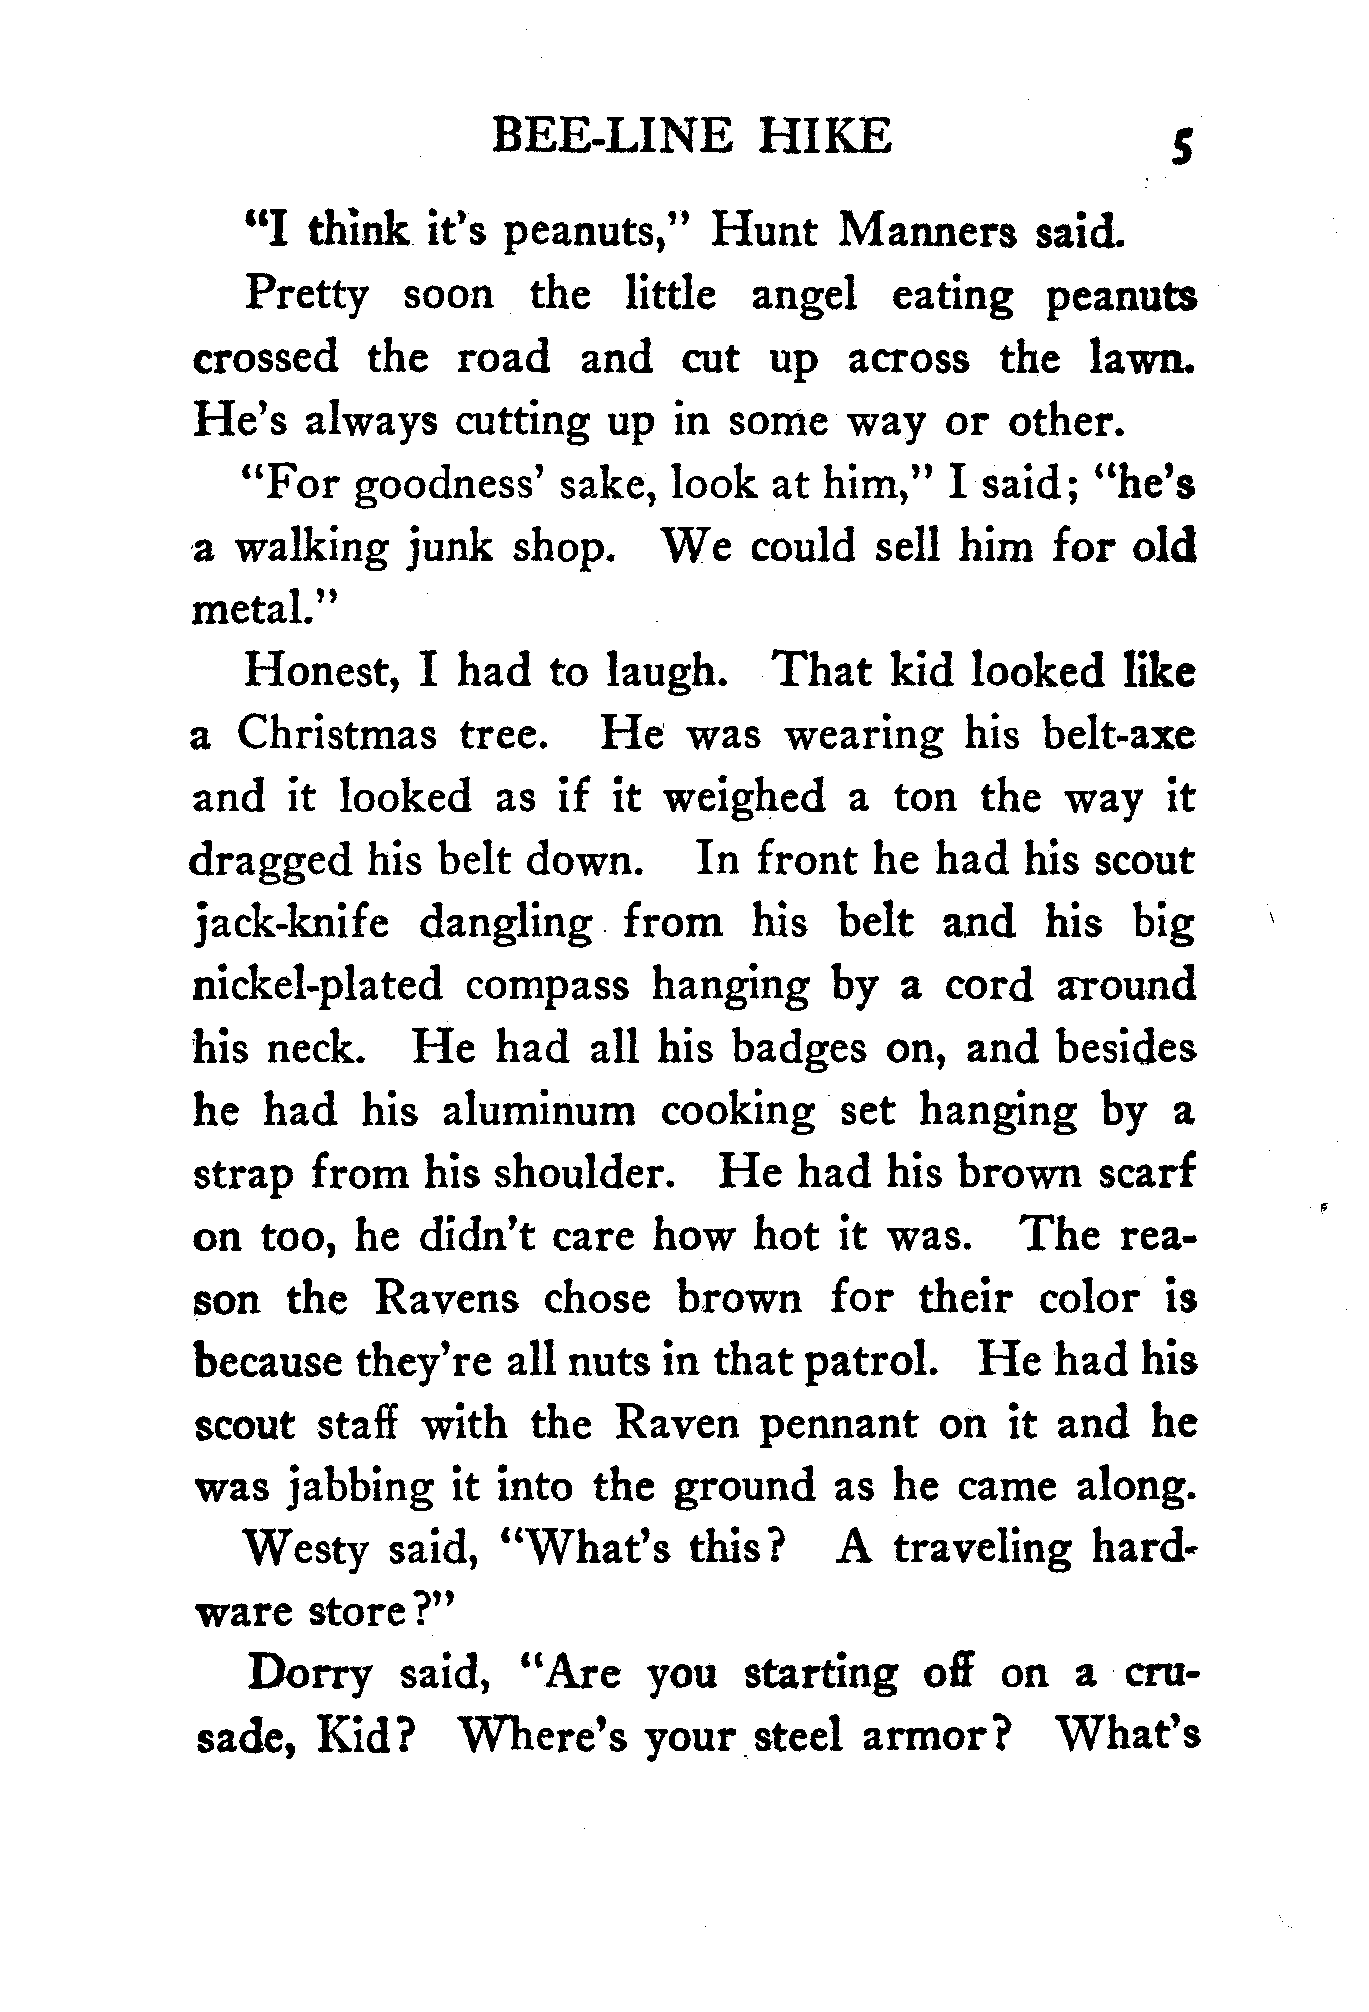 BEE-LINE HIKE 5
“I think it’s peanuts,” Hunt Manners said.
Pretty soon the little angel eating peanuts
crossed the road and cut up across the lawn.
He’s always cutting up in some way or other.
“For goodness’ sake, look at him,” I said; “he’s
a walking junk shop. We could sell him for old
metal.”
Honest, I had to laugh. That kid looked like
a Christmas tree. He was wearing his belt-axe
and it looked as if it weighed a ton the way it
dragged his belt down. In front he had his scout
jack-knife dangling from his belt and his big
nickel-plated compass hanging by a cord around
his neck. He had all his badges on, and besides
he had his aluminum cooking set hanging by a
strap from his shoulder. He had his brown scarf
on too, he didn’t care how hot it was. The rea-
son the Ravens chose brown for their color is
because they’re all nuts in that patrol. He had his
scout staff with the Raven pennant on it and he
was jabbing it into the ground as he came along.
Westy said, “What’s this? A traveling hard-
ware store?”
Dorry said, “Are you starting off on a cru-
sade, Kid? Where’s your steel armor? What’s